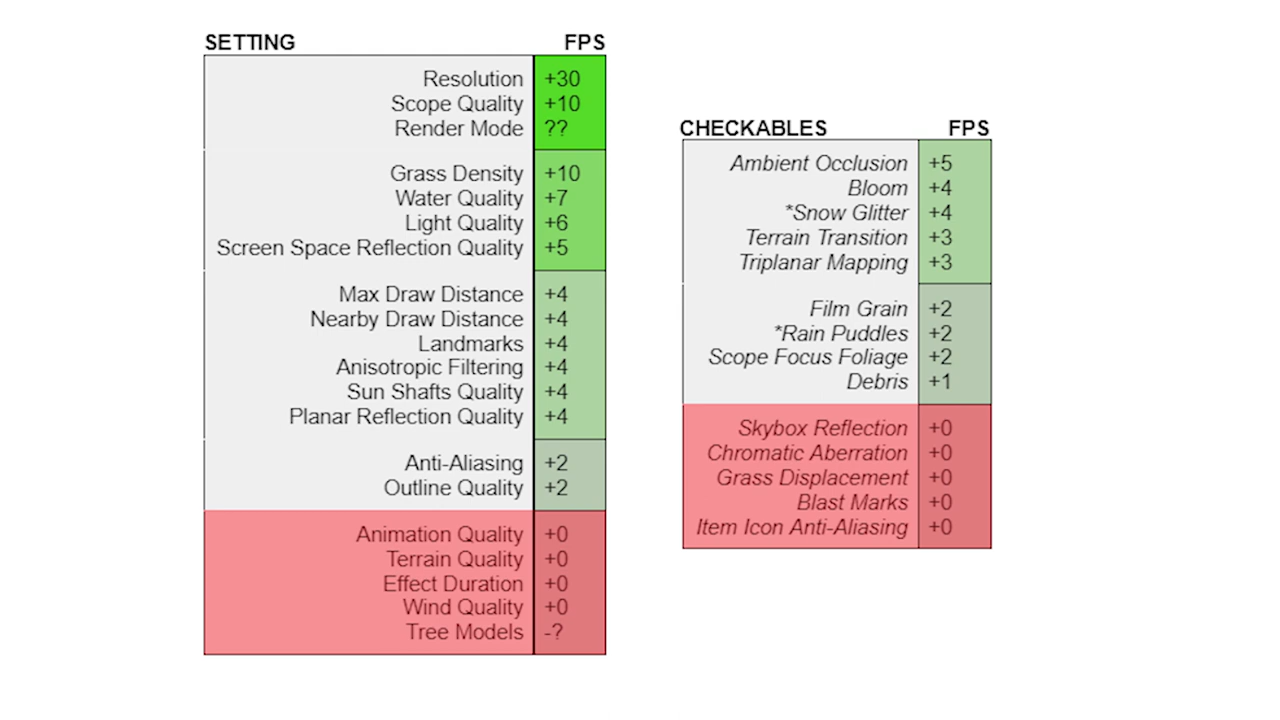 SETTING FPS
Resolution +30
Scope Quality +10
Render Mode ??
Grass Density +10
Water Quality +7
Light Quality +6
Screen Space Reflection Quality +5
Max Draw Distance +4
Nearby Draw Distance +4
Landmarks +4
Anisotropic Filtering +4
Sun Shafts Quality +4
Planar Reflection Quality +4
Anti-Aliasing +2
Outline Quality +2
Animation Quality +0
Terrain Quality +0
Effect Duration +0
Wind Quality +0
Tree Models -?
CHECKABLES FPS
Ambient Occlusion +5
Bloom +4
*Snow Glitter +4
Terrain Transition +3
Triplanar Mapping +3
Film Grain +2
*Rain Puddles +2
Scope Focus Foliage +2
Debris +1
Skybox Reflection +0
Chromatic Aberration +0
Grass Displacement +0
Blast Marks +0
Item Icon Anti-Aliasing +0